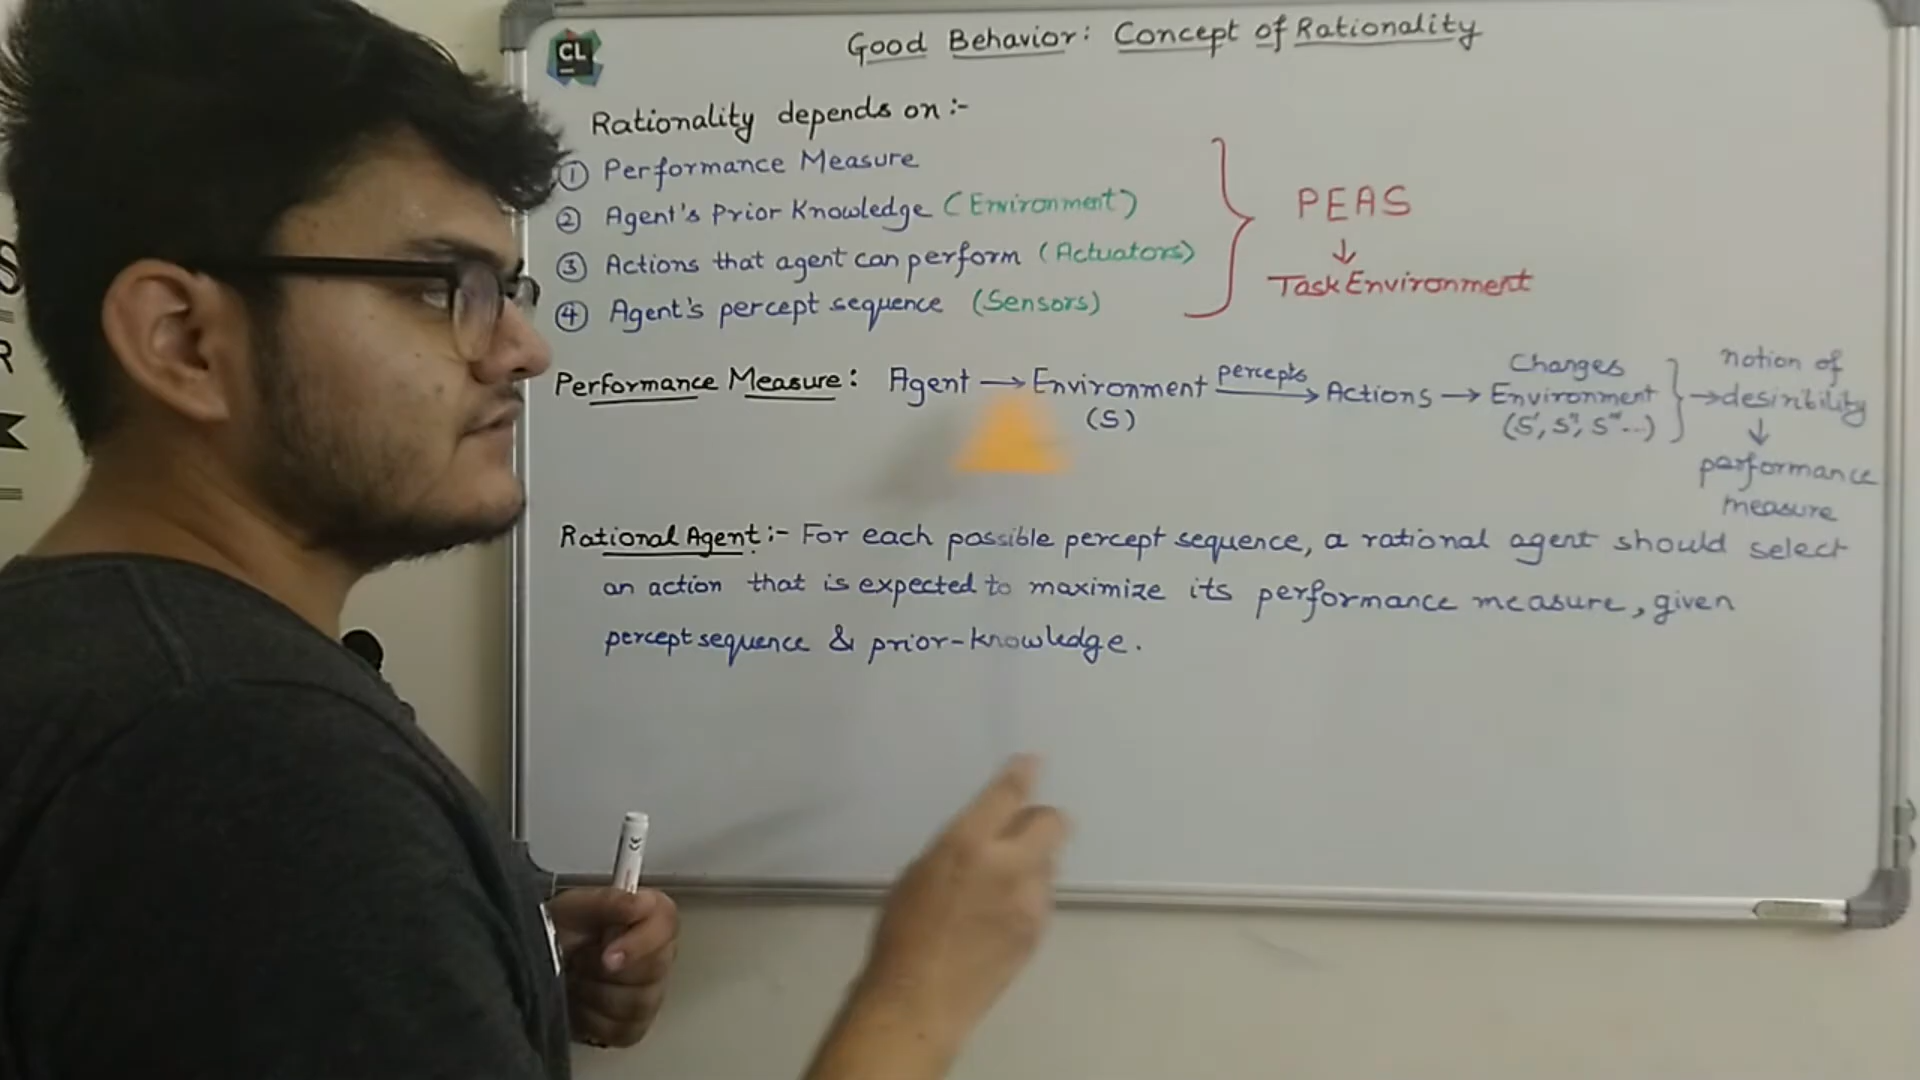 CL
Good Behavior: Concept of Rationality
Rationality depends on :-
① Performance Measure
② Agent's Prior Knowledge (Environment)
③ Actions that agent can perform (Actuators)
④ Agent's percept sequence (Sensors)
PEAS
↓
Task Environment
Performance Measure: Agent → Environment percepts → Actions → Changes Environment → notion of desiribility
(S)
(S', S'', S'''...)
↓
performance
measure
Rational Agent :- For each possible percept sequence, a rational agent should select
an action that is expected to maximize its performance measure, given
percept sequence & prior-knowledge.
S
R